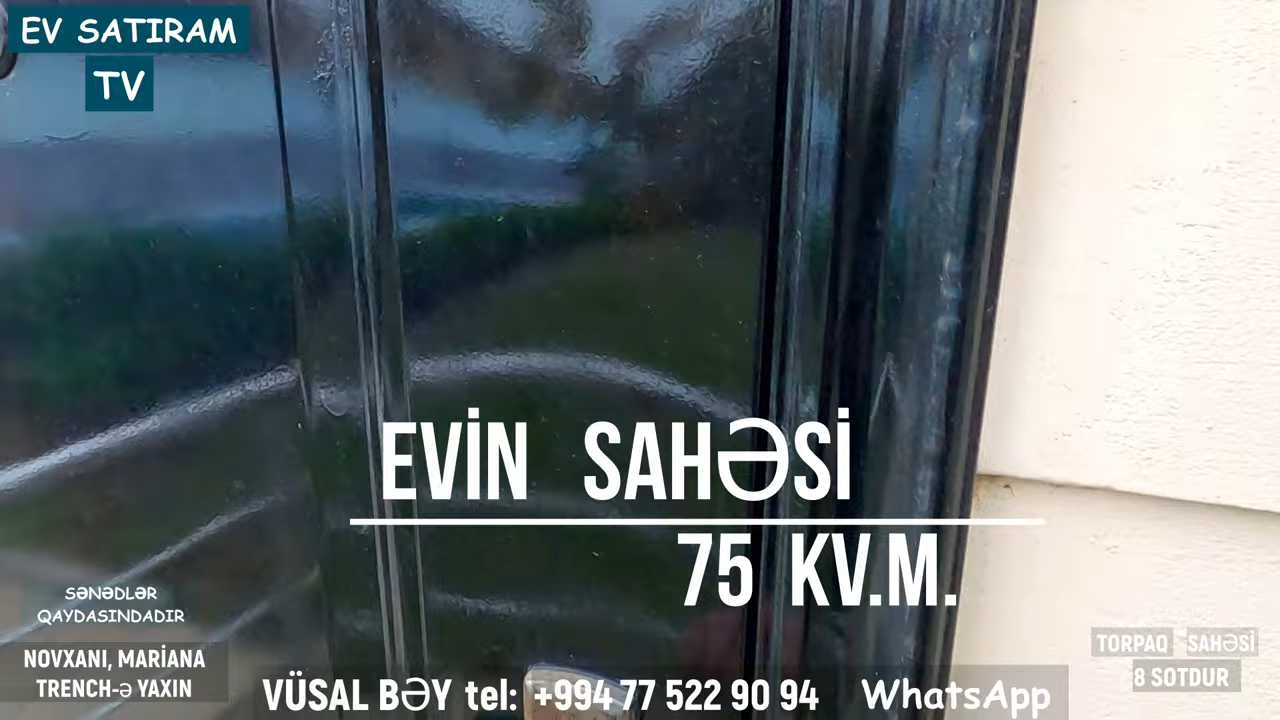 EV SATIRAM
TV
EVİN SAHƏSİ
75 KV.M.
SƏNƏDLƏR
QAYDASINDADIR
NOVXANI, MARİANA
TRENCH-Ə YAXIN
VÜSAL BƏY tel: +994 77 522 90 94 WhatsApp
TORPAQ SAHƏSİ
8 SOTDUR